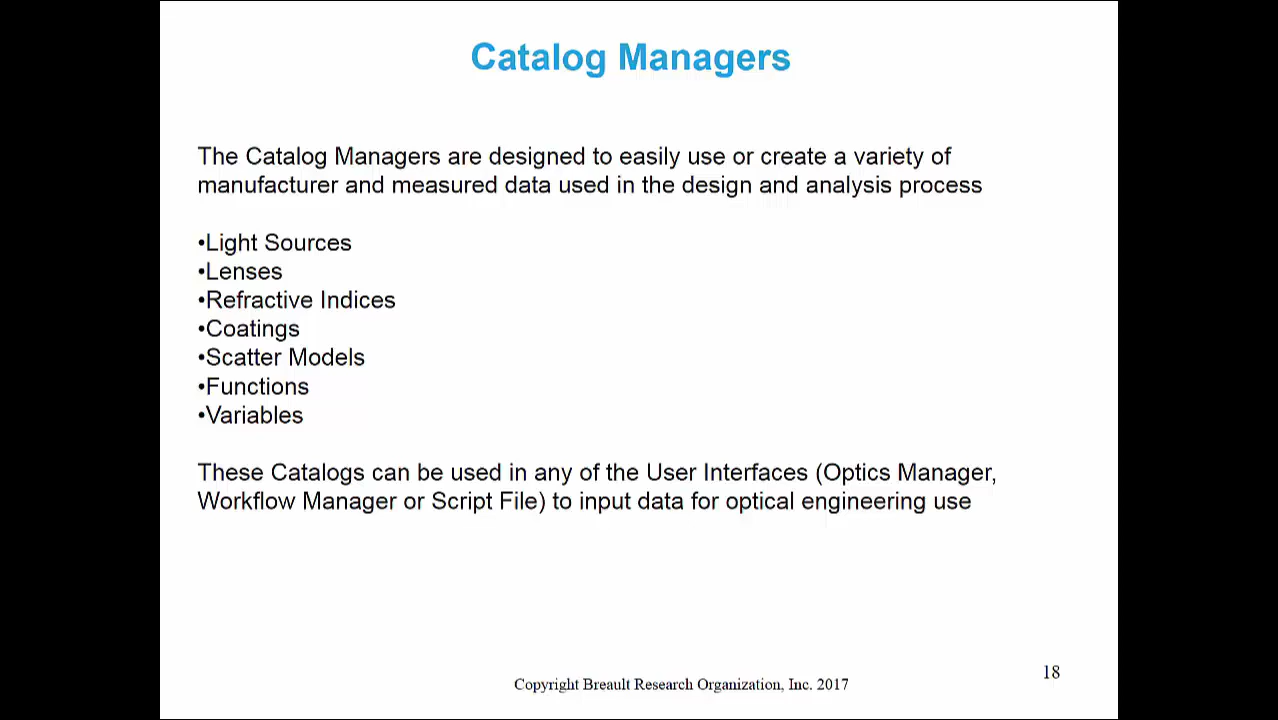 Catalog Managers
The Catalog Managers are designed to easily use or create a variety of
manufacturer and measured data used in the design and analysis process
•Light Sources
•Lenses
•Refractive Indices
•Coatings
•Scatter Models
•Functions
•Variables
These Catalogs can be used in any of the User Interfaces (Optics Manager,
Workflow Manager or Script File) to input data for optical engineering use
18
Copyright Breault Research Organization, Inc. 2017